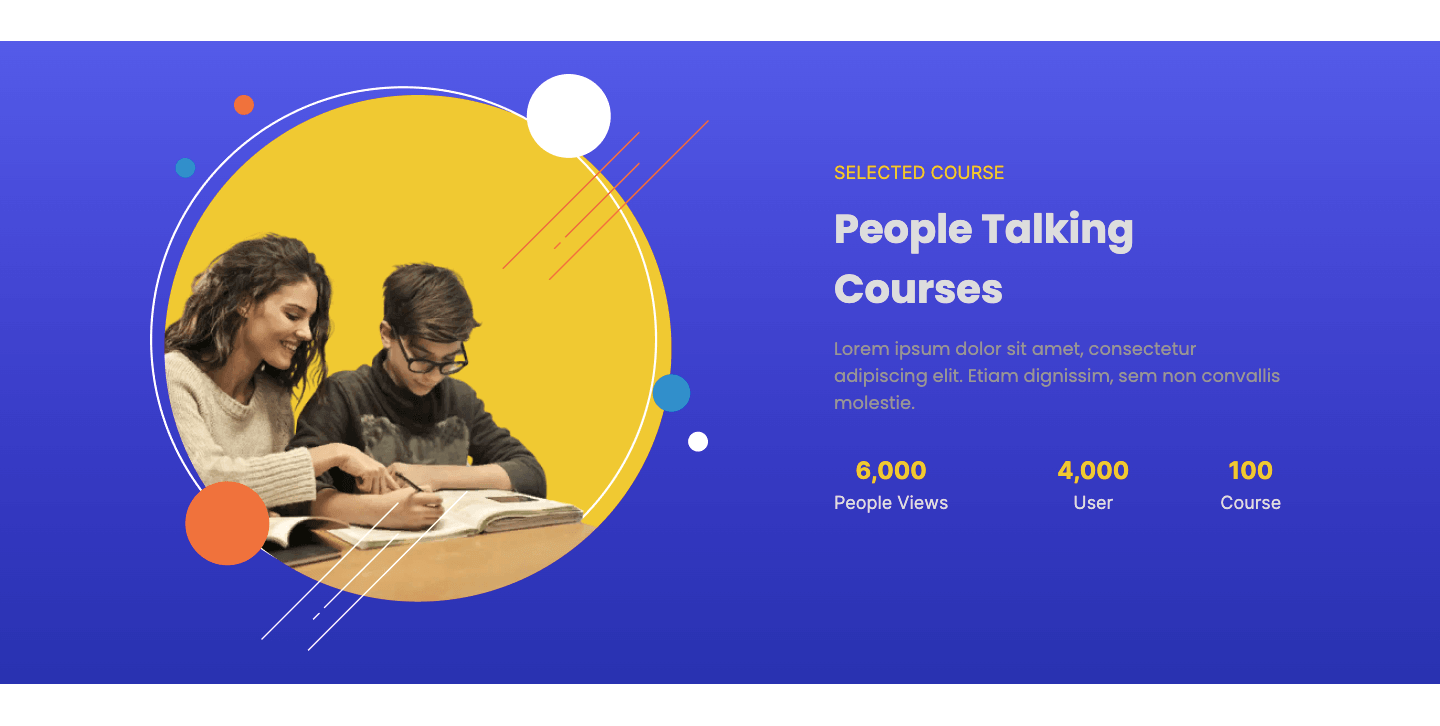 SELECTED COURSE
People Talking
Courses
Lorem ipsum dolor sit amet, consectetur
adipiscing elit. Etiam dignissim, sem non convallis
molestie.
6,000 4,000 100
People Views User Course